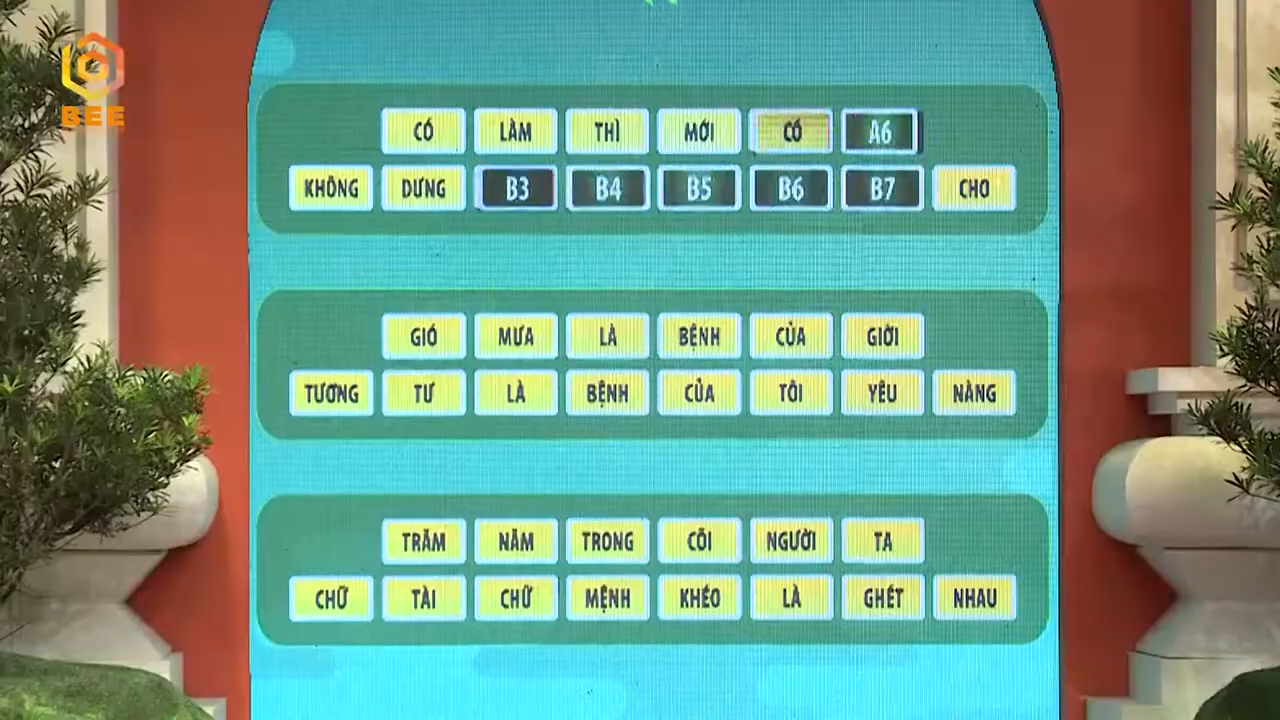 BEE
CÓ LÀM THÌ MỚI CÓ A6
KHÔNG DƯNG B3 B4 B5 B6 B7 CHO
GIÓ MƯA LÀ BỆNH CỦA GIỜI
TƯƠNG TƯ LÀ BỆNH CỦA TÔI YÊU NÀNG
TRĂM NĂM TRONG CÕI NGƯỜI TA
CHỮ TÀI CHỮ MỆNH KHÉO LÀ GHÉT NHAU